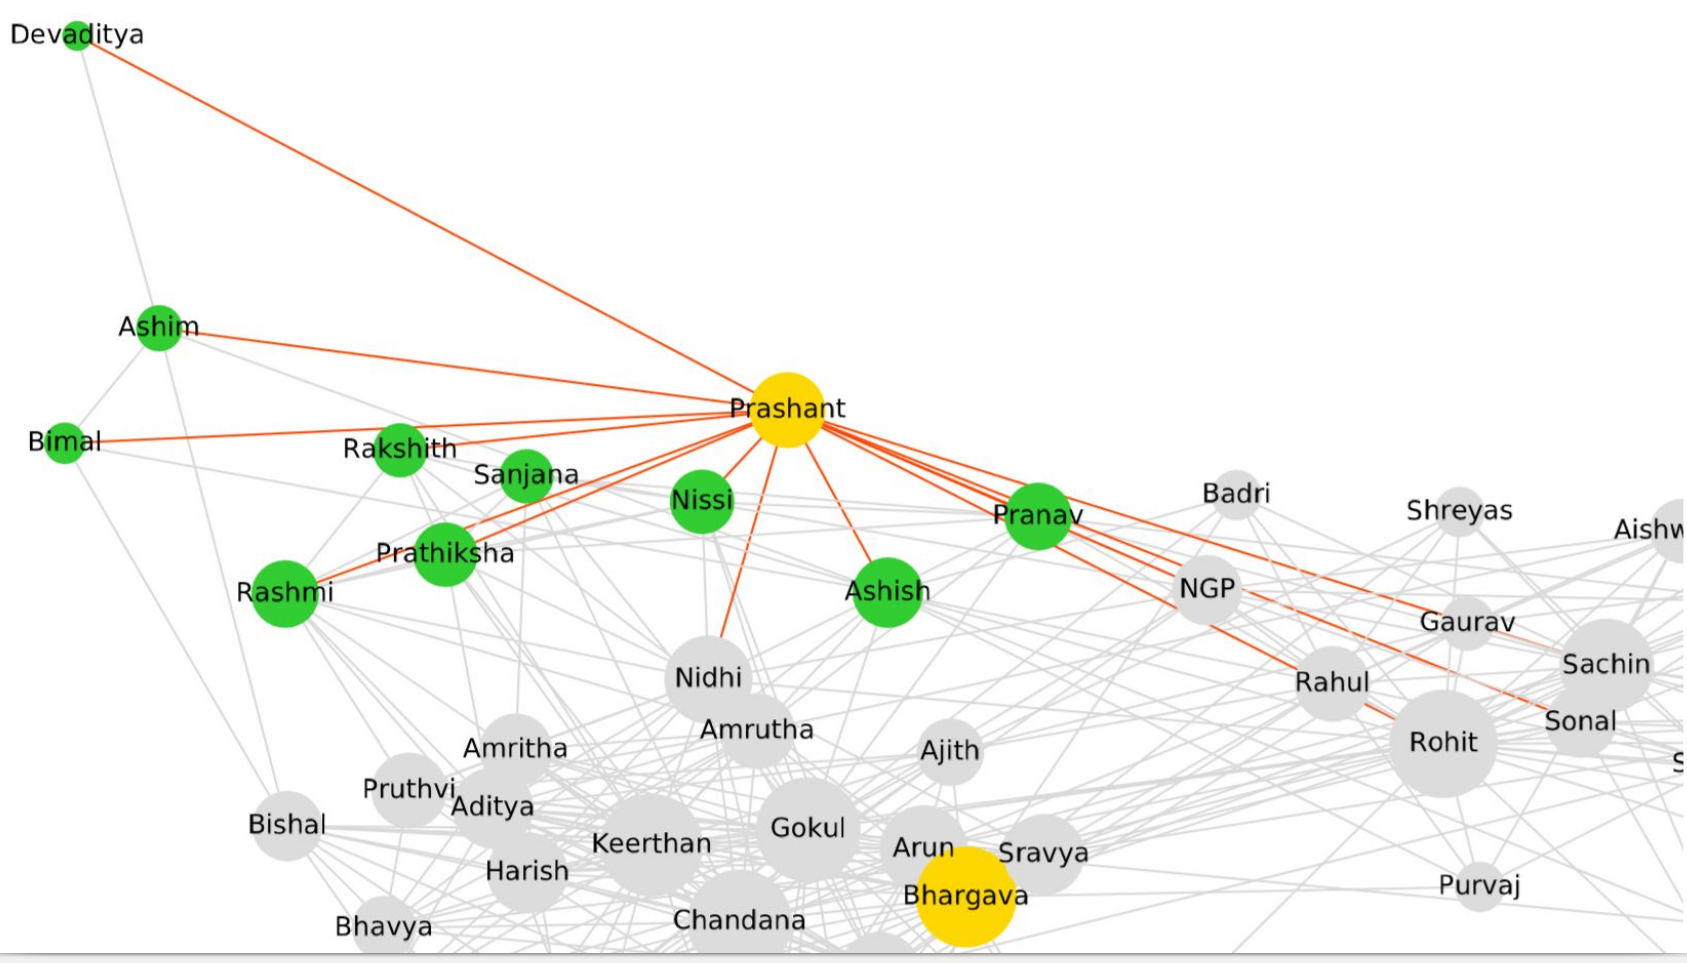 Devaditya
Ashim
Prashant
Bimal
Rakshith
Sanjana
Nissi
Pranav
Badri
Shreyas
Aishw
Prathiksha
Rashmi
Ashish
NGP
Gaurav
Nidhi
Rahul
Sachin
Amrutha
Sonal
Amritha
Ajith
Rohit
S
Pruthvi
Aditya
Bishal
Gokul
Keerthan
Arun
Sravya
Harish
Bhargava
Purvaj
Bhavya
Chandana